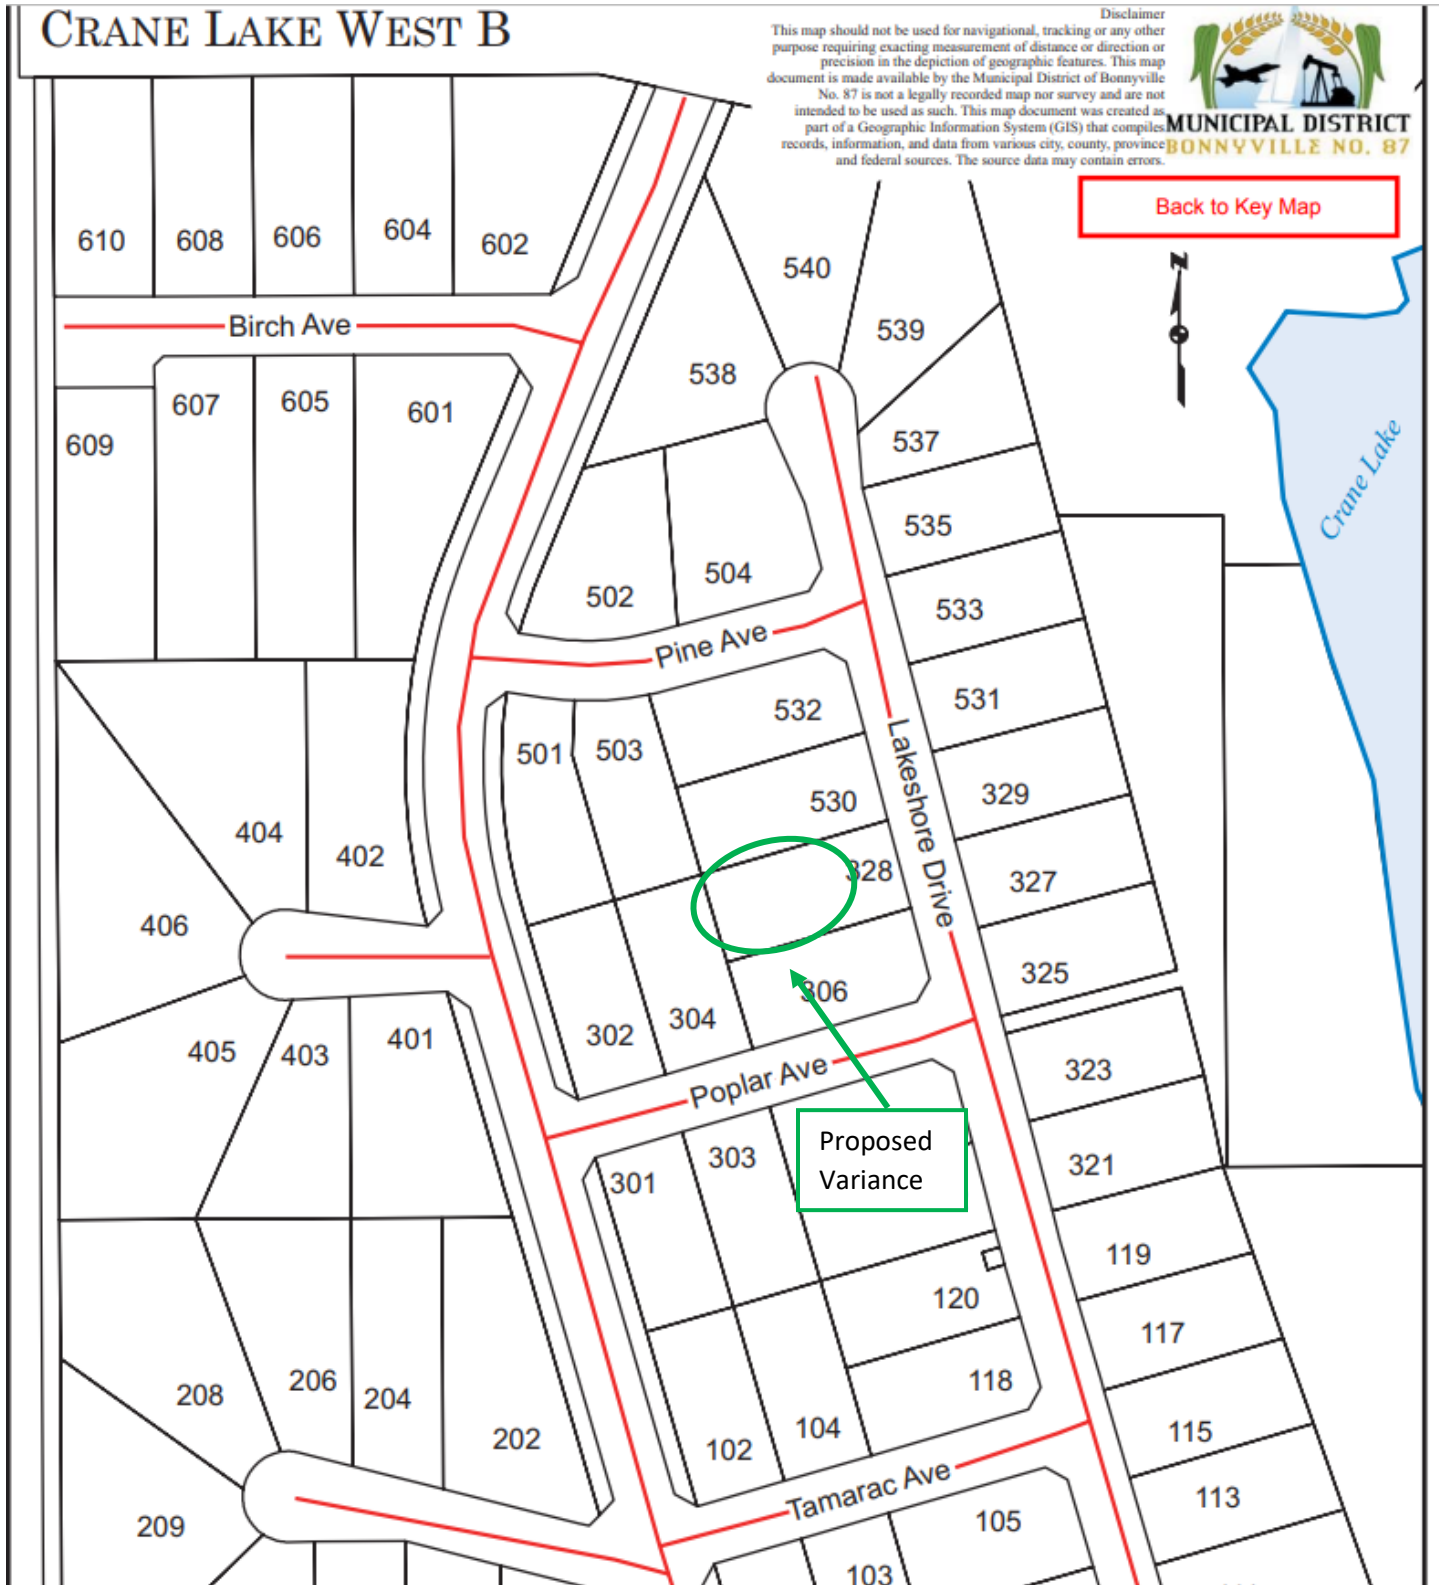 CRANE LAKE WEST B
Disclaimer
This map should not be used for navigational, tracking or any other
purpose requiring exacting measurement of distance or direction or
precision in the depiction of geographic features. This map
document is made available by the Municipal District of Bonnyville
No. 87 is not a legally recorded map nor survey and are not
intended to be used as such. This map document was created as
part of a Geographic Information System (GIS) that compiles
records, information, and data from various city, county, province
and federal sources. The source data may contain errors.
MUNICIPAL DISTRICT
BONNYVILLE NO. 87
Back to Key Map
N
610
608
606
604
602
540
539
Birch Ave
538
607
605
601
609
537
Crane Lake
535
502
504
533
Pine Ave
531
532
501
503
Lakeshore Drive
530
329
404
402
328
327
406
325
306
304
302
401
405
403
323
Poplar Ave
Proposed
Variance
303
301
321
119
120
117
208
206
204
118
202
104
102
115
Tamarac Ave
113
209
105
103